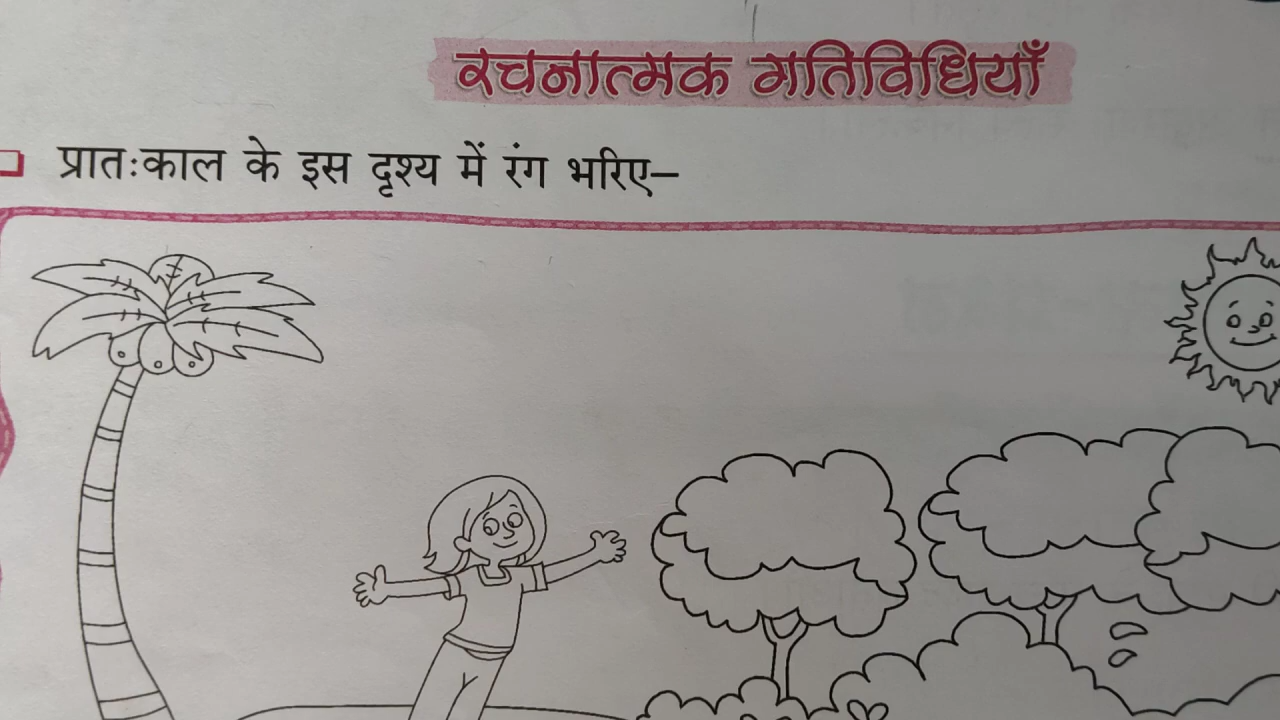 रचनात्मक गतिविधियाँ
प्रातःकाल के इस दृश्य में रंग भरिए–